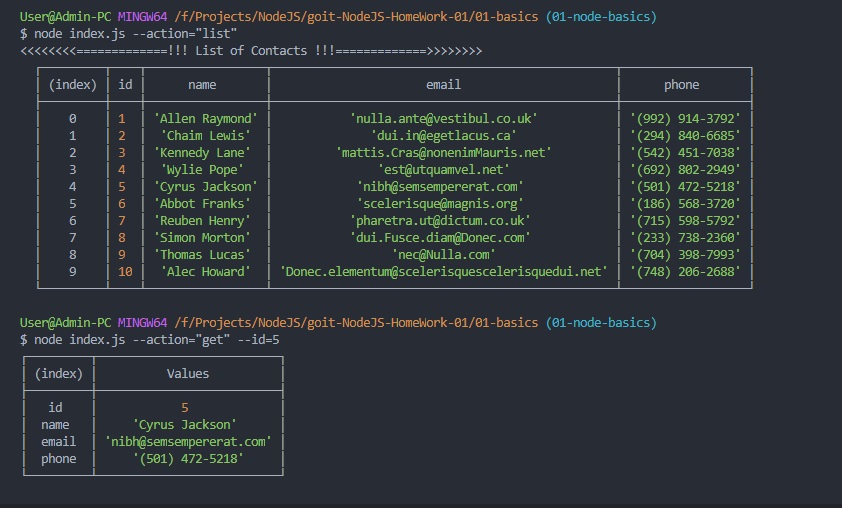 User@Admin-PC MINGW64 /f/Projects/NodeJS/goit-NodeJS-HomeWork-01/01-basics (01-node-basics)
$ node index.js --action="list"
<<<<<<<<=============!!! List of Contacts !!!=============>>>>>>>>
(index) id name email phone
0 1 'Allen Raymond' 'nulla.ante@vestibul.co.uk' '(992) 914-3792'
1 2 'Chaim Lewis' 'dui.in@egetlacus.ca' '(294) 840-6685'
2 3 'Kennedy Lane' 'mattis.Cras@nonenimMauris.net' '(542) 451-7038'
3 4 'Wylie Pope' 'est@utquamvel.net' '(692) 802-2949'
4 5 'Cyrus Jackson' 'nibh@semsempererat.com' '(501) 472-5218'
5 6 'Abbot Franks' 'scelerisque@magnis.org' '(186) 568-3720'
6 7 'Reuben Henry' 'pharetra.ut@dictum.co.uk' '(715) 598-5792'
7 8 'Simon Morton' 'dui.Fusce.diam@Donec.com' '(233) 738-2360'
8 9 'Thomas Lucas' 'nec@Nulla.com' '(704) 398-7993'
9 10 'Alec Howard' 'Donec.elementum@scelerisquescelerisquedui.net' '(748) 206-2688'
User@Admin-PC MINGW64 /f/Projects/NodeJS/goit-NodeJS-HomeWork-01/01-basics (01-node-basics)
$ node index.js --action="get" --id=5
(index) Values
id 5
name 'Cyrus Jackson'
email 'nibh@semsempererat.com'
phone '(501) 472-5218'